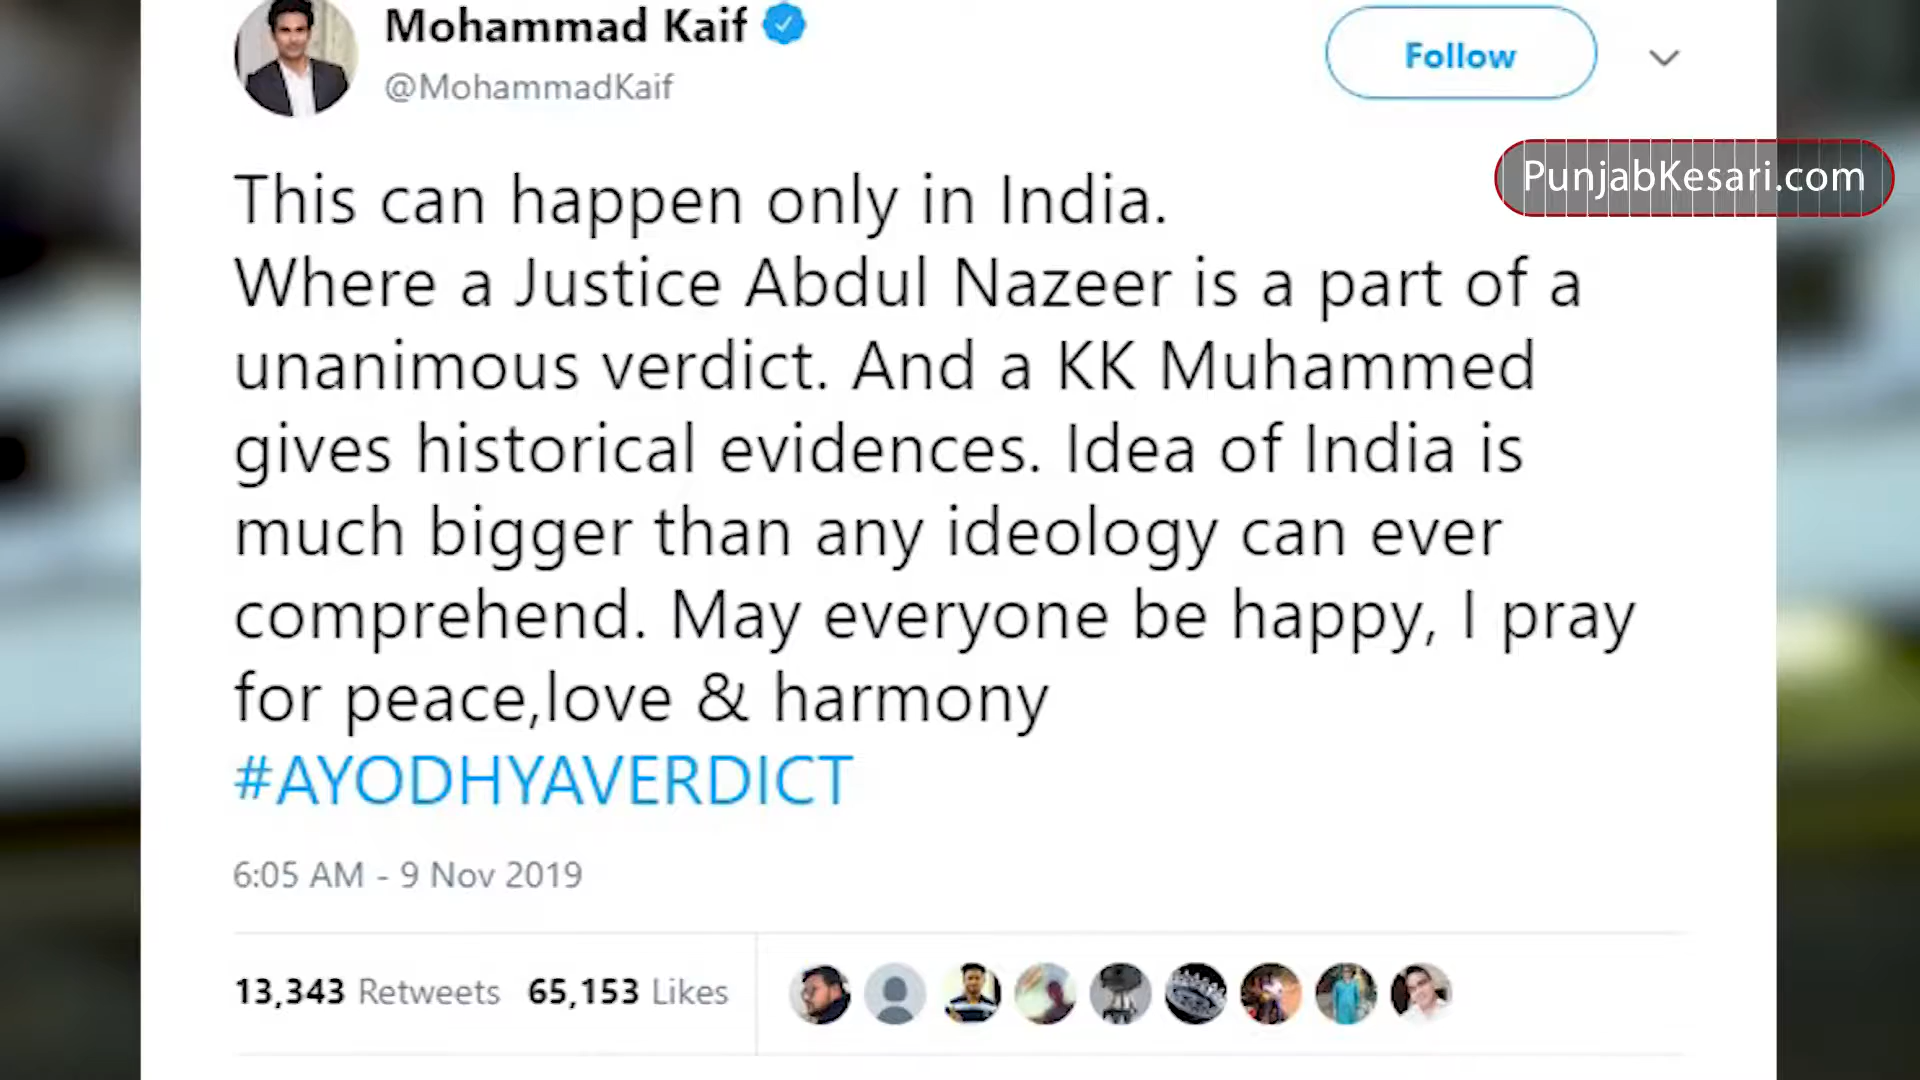 Mohammad Kaif
@MohammadKaif
Follow
PunjabKesari.com
This can happen only in India.
Where a Justice Abdul Nazeer is a part of a
unanimous verdict. And a KK Muhammed
gives historical evidences. Idea of India is
much bigger than any ideology can ever
comprehend. May everyone be happy, I pray
for peace,love & harmony
#AYODHYAVERDICT
6:05 AM - 9 Nov 2019
13,343 Retweets 65,153 Likes